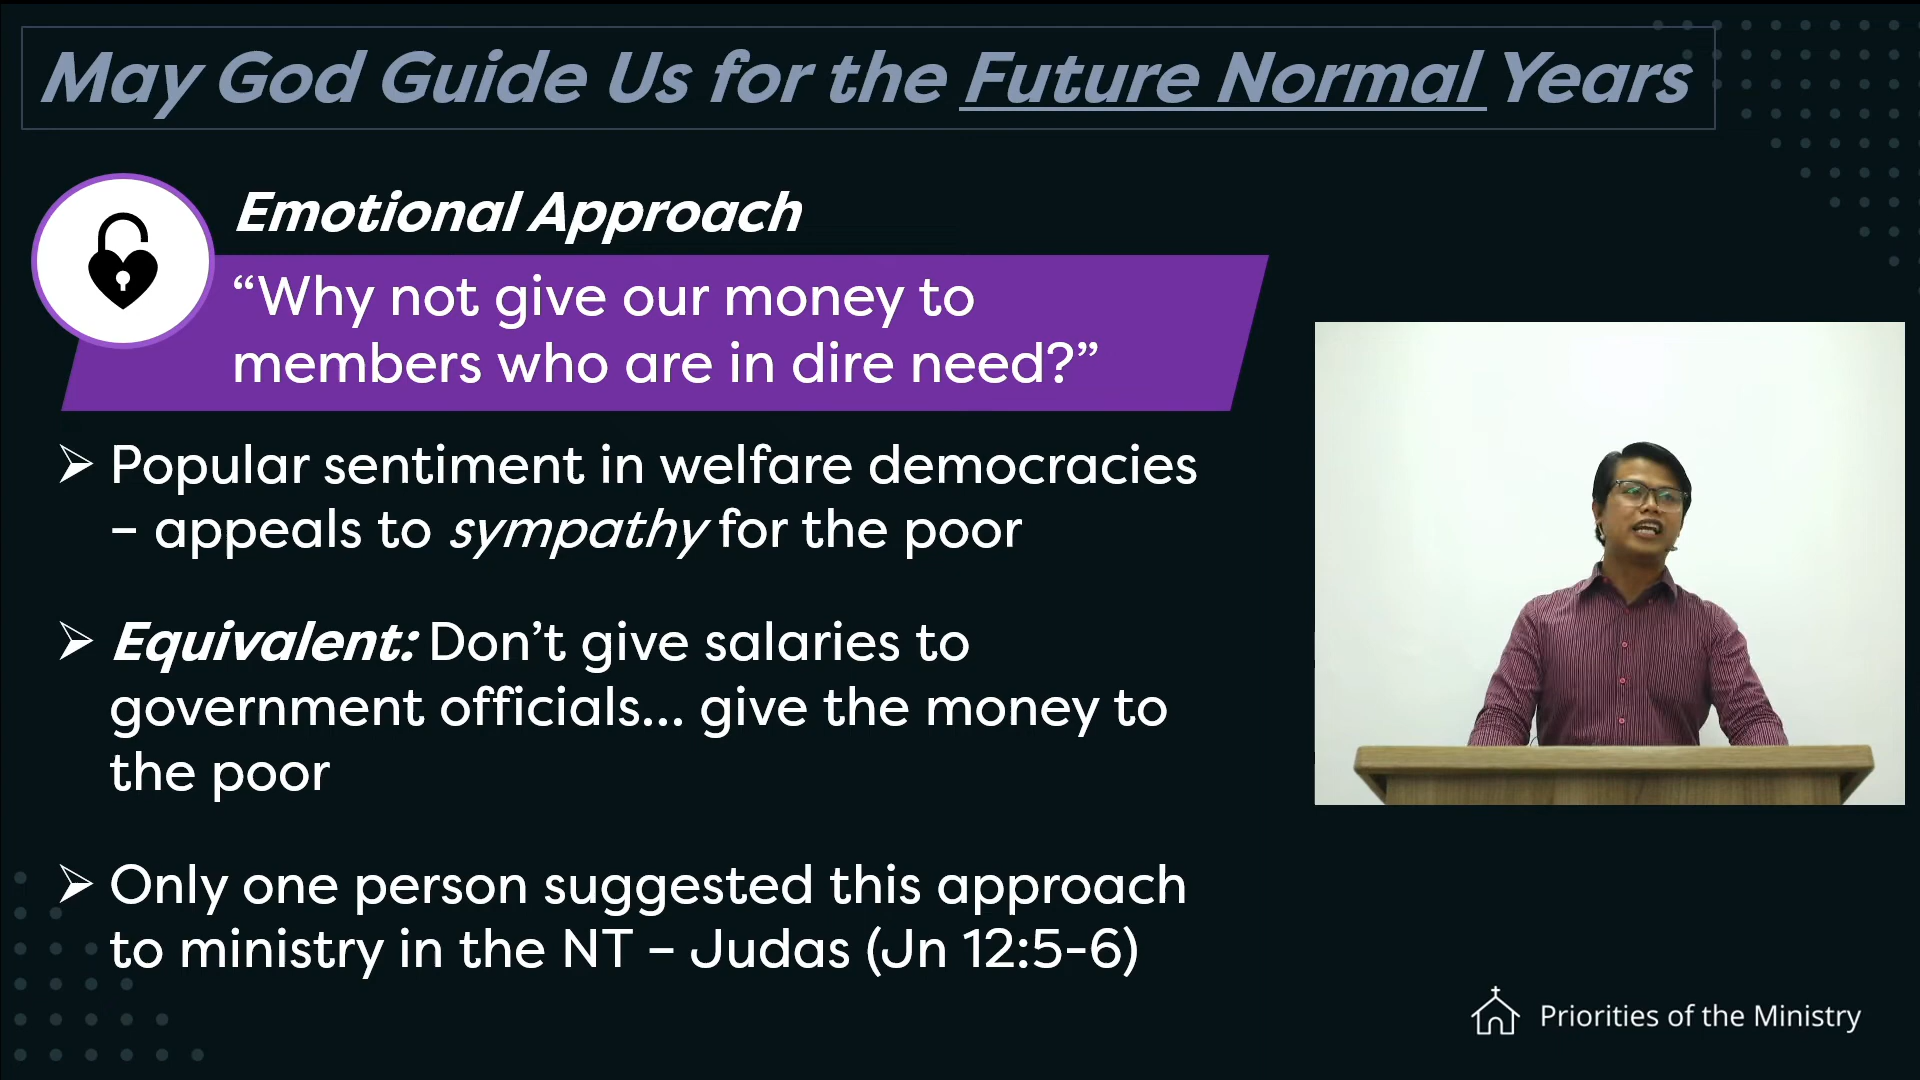 May God Guide Us for the Future Normal Years
Emotional Approach
“Why not give our money to
members who are in dire need?”
Popular sentiment in welfare democracies
– appeals to sympathy for the poor
Equivalent: Don’t give salaries to
government officials... give the money to
the poor
Only one person suggested this approach
to ministry in the NT – Judas (Jn 12:5-6)
Priorities of the Ministry